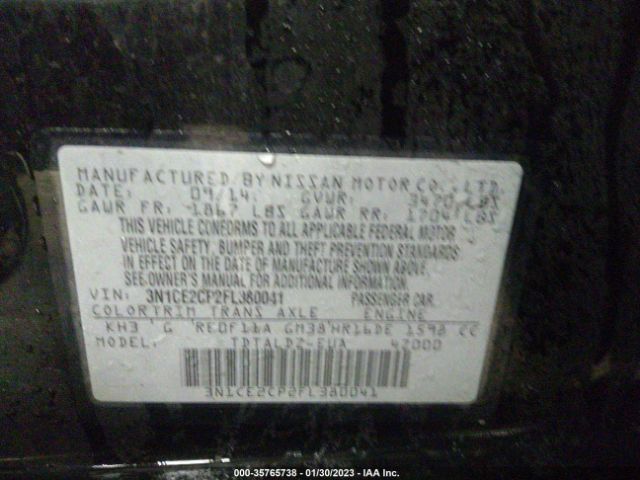 MANUFACTURED BY NISSAN MOTOR CO., LTD.
DATE: 09/14 GVWR: 3470 LBS
GAWR FR: 1867 LBS GAWR RR: 1704 LBS
THIS VEHICLE CONFORMS TO ALL APPLICABLE FEDERAL MOTOR
VEHICLE SAFETY, BUMPER AND THEFT PREVENTION STANDARDS
IN EFFECT ON THE DATE OF MANUFACTURE SHOWN ABOVE.
SEE OWNER'S MANUAL FOR ADDITIONAL INFORMATION
VIN: 3N1CE2CP2FL380041 PASSENGER CAR
COLOR TRIM TRANS AXLE ENGINE
KH3 G RE0F11A GM38 HR16DE 1598 CC
MODEL: TDTALDZ-EUA 47000
3N1CE2CP2FL380041
000-35765738 - 01/30/2023 - IAA Inc.